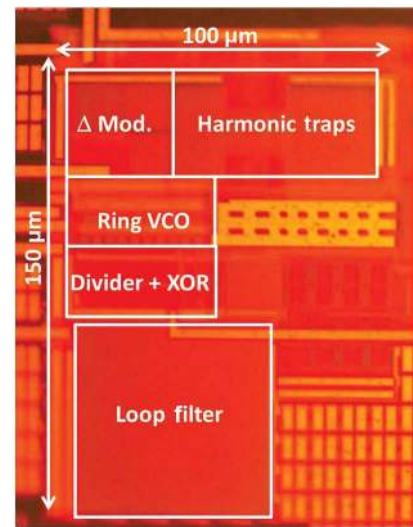 100 μm
150 μm
Δ Mod.
Harmonic traps
Ring VCO
Divider + XOR
Loop filter